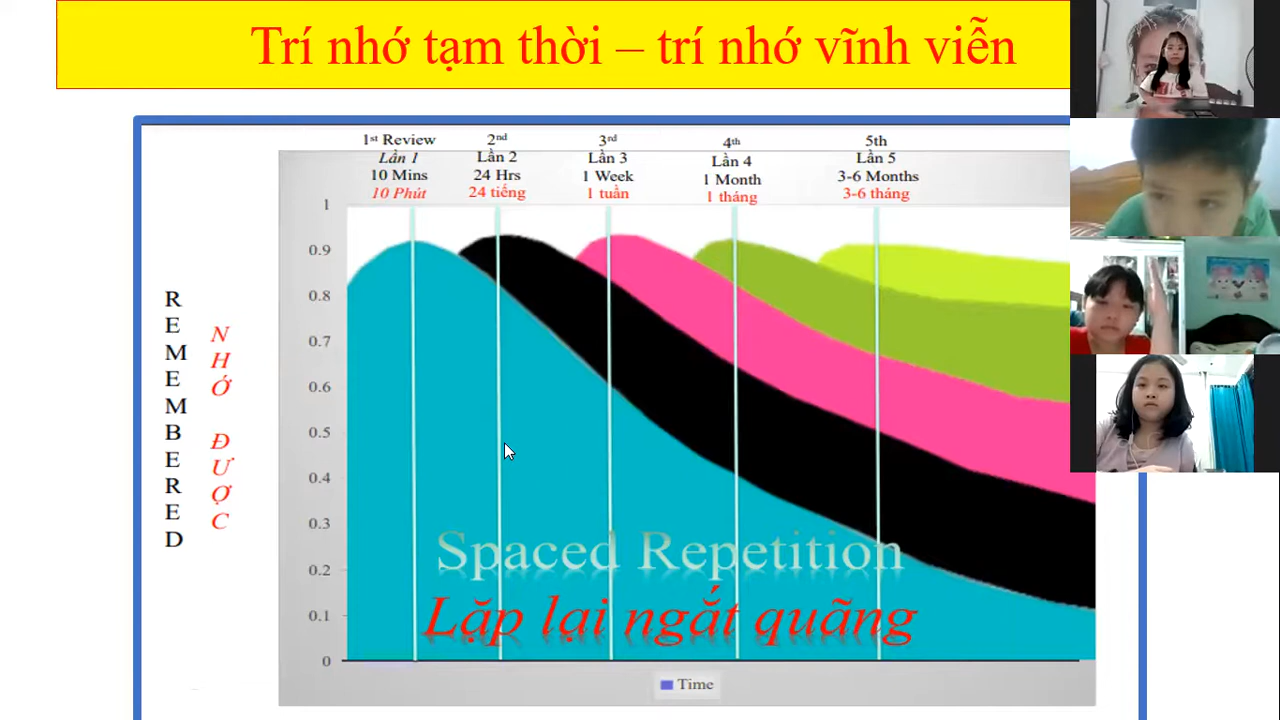 Trí nhớ tạm thời – trí nhớ vĩnh viễn
1st Review
Lần 1
10 Mins
10 Phút
2nd
Lần 2
24 Hrs
24 tiếng
3rd
Lần 3
1 Week
1 tuần
4th
Lần 4
1 Month
1 tháng
5th
Lần 5
3-6 Months
3-6 tháng
REMEMBERED
NHỚ ĐƯỢC
1
0.9
0.8
0.7
0.6
0.5
0.4
0.3
0.2
0.1
0
Spaced Repetition
Lặp lại ngắt quãng
Time